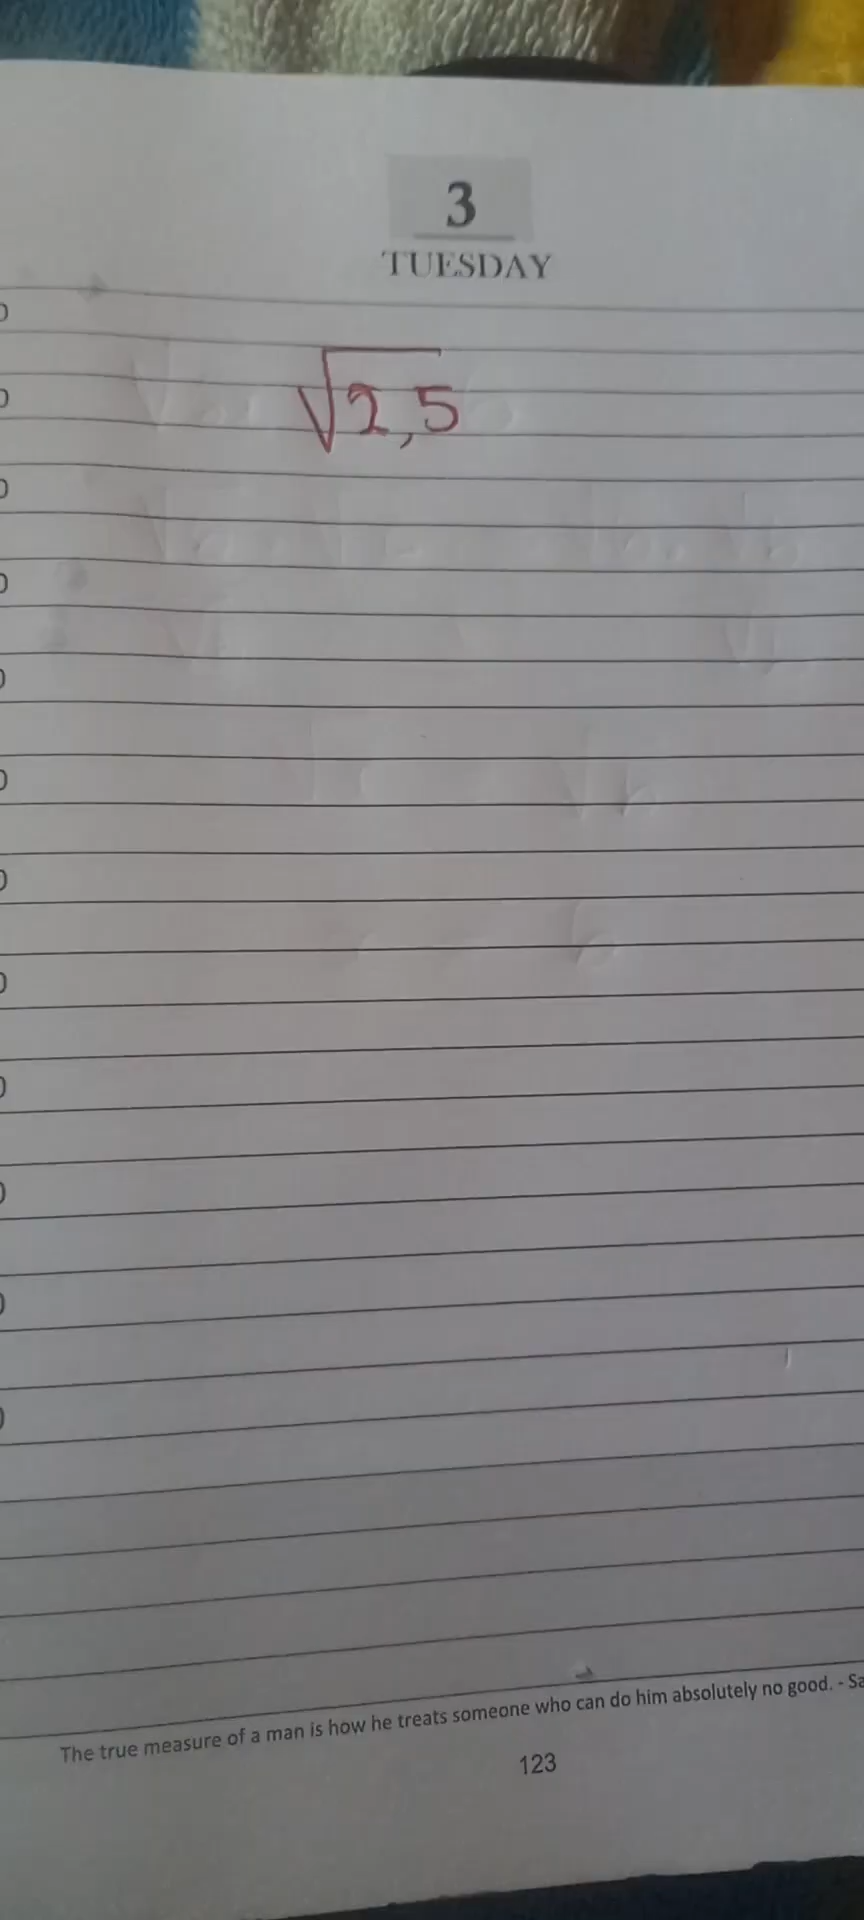 3
TUESDAY
√2,5
The true measure of a man is how he treats someone who can do him absolutely no good. -
123